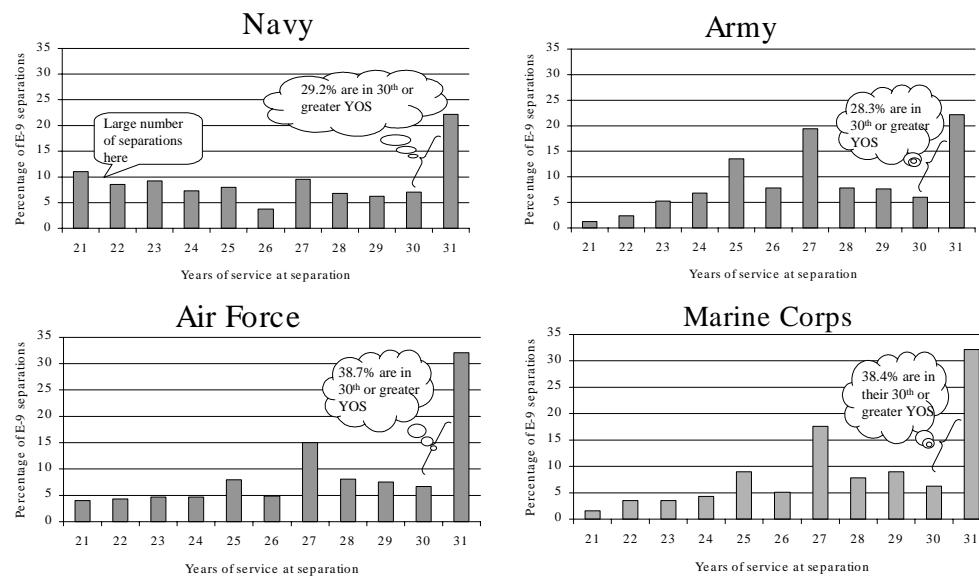 Navy
Percentage of E-9 separations
35
30
25
20
15
10
5
0
Large number
of separations
here
29.2% are in 30th or
greater YOS
21 22 23 24 25 26 27 28 29 30 31
Years of service at separation
Army
Percentage of E-9 separations
35
30
25
20
15
10
5
0
28.3% are in
30th or greater
YOS
21 22 23 24 25 26 27 28 29 30 31
Years of service at separation
Air Force
Percentage of E-9 separations
35
30
25
20
15
10
5
0
38.7% are in
30th or greater
YOS
21 22 23 24 25 26 27 28 29 30 31
Years of service at separation
Marine Corps
Percentage of E-9 separations
35
30
25
20
15
10
5
0
38.4% are in
their 30th or
greater YOS
21 22 23 24 25 26 27 28 29 30 31
Years of service at separation